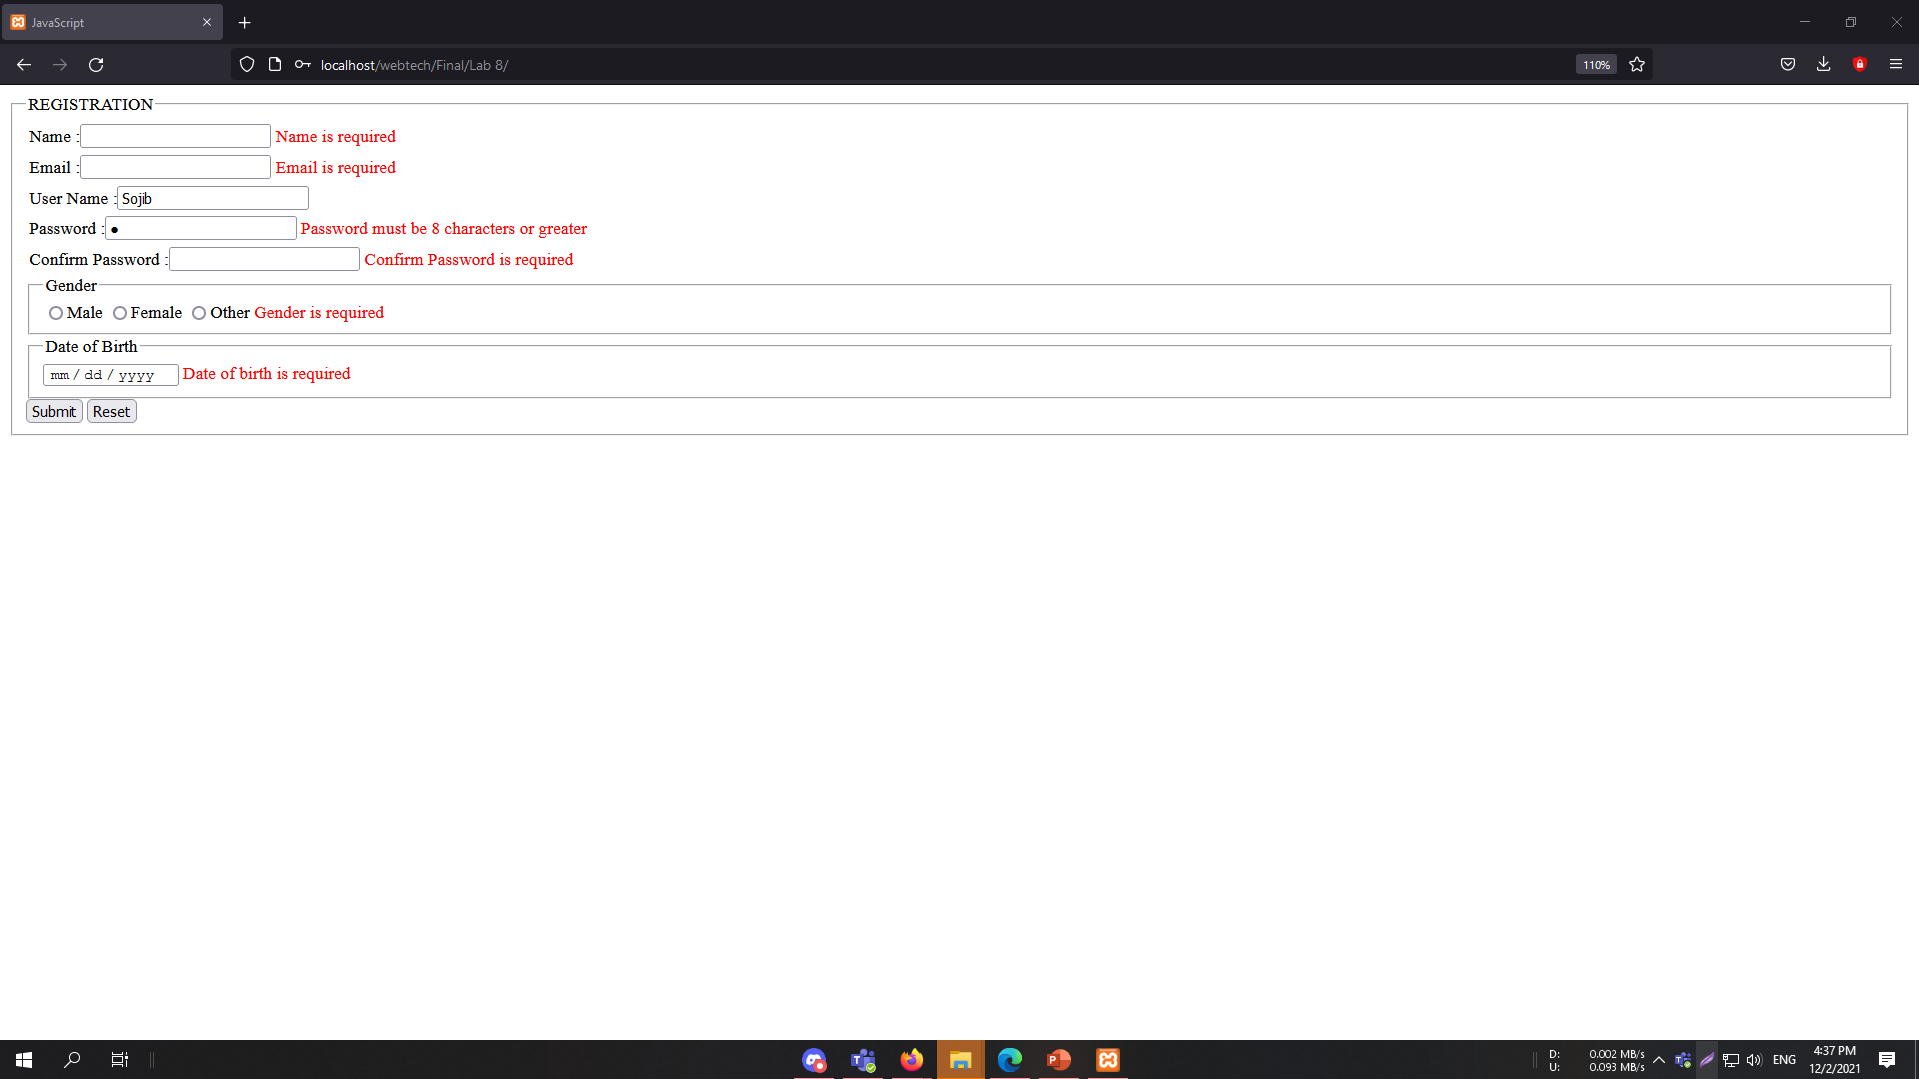 JavaScript
localhost/webtech/Final/Lab 8/
110%
REGISTRATION
Name : Name is required
Email : Email is required
User Name : Sojib
Password : ● Password must be 8 characters or greater
Confirm Password : Confirm Password is required
Gender
Male Female Other Gender is required
Date of Birth
mm / dd / yyyy Date of birth is required
Submit Reset
D: 0.002 MB/s
U: 0.093 MB/s
ENG
4:37 PM
12/2/2021